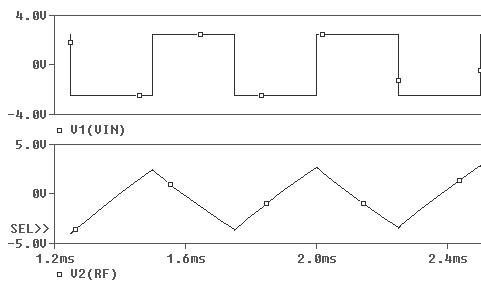 4.0V
0V
-4.0V
V1(VIN)
5.0V
0V
SEL>>
-5.0V
1.2ms 1.6ms 2.0ms 2.4ms
V2(RF)